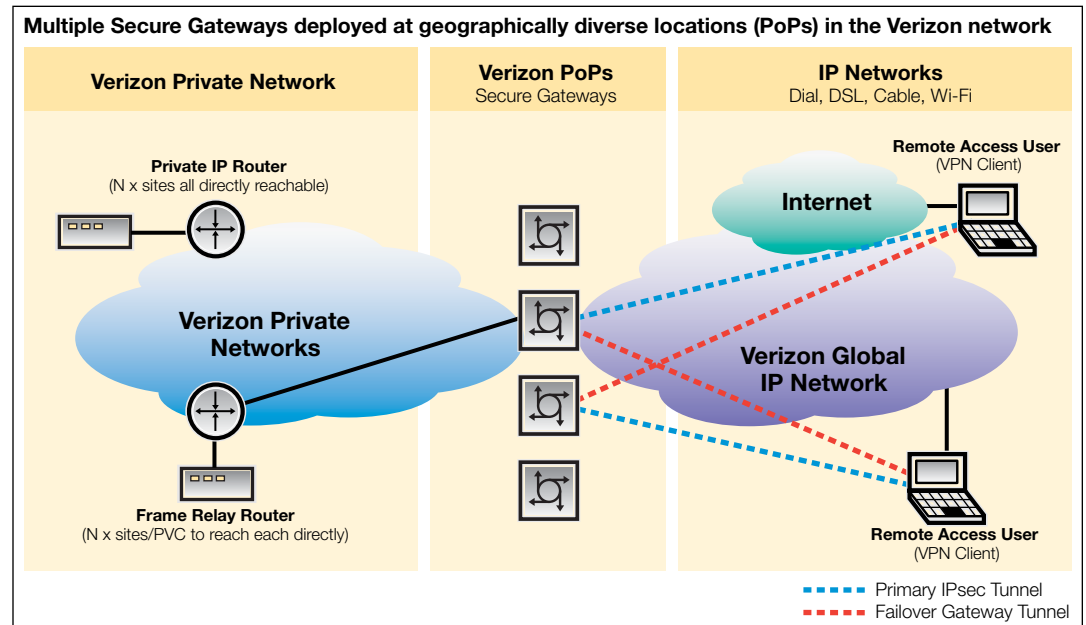 Multiple Secure Gateways deployed at geographically diverse locations (PoPs) in the Verizon network
Verizon Private Network
Verizon PoPs
Secure Gateways
IP Networks
Dial, DSL, Cable, Wi-Fi
Private IP Router
(N x sites all directly reachable)
Remote Access User
(VPN Client)
Internet
Verizon Private
Networks
Verizon Global
IP Network
Frame Relay Router
(N x sites/PVC to reach each directly)
Remote Access User
(VPN Client)
Primary IPsec Tunnel
Failover Gateway Tunnel